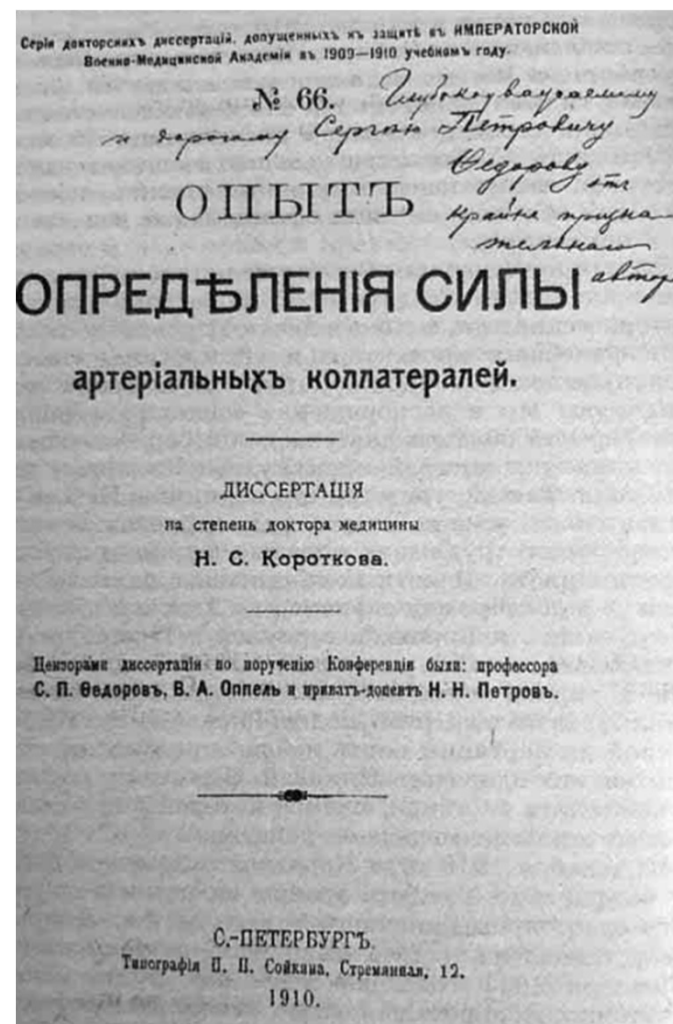 Серія докторскихъ диссертацій, допущенныхъ къ защитѣ въ ИМПЕРАТОРСКОЙ
Военно-Медицинской Академіи въ 1909—1910 учебномъ году.
№ 66.
Глубокоуважаемому
и дорогому Сергѣю Петровичу
Ѳедорову
отъ
крайне призна-
тельнаго
автора
ОПЫТЪ
ОПРЕДѢЛЕНІЯ СИЛЫ
артеріальныхъ коллатералей.
ДИССЕРТАЦІЯ
на степень доктора медицины
Н. С. Короткова.
Цензорами диссертаціи по порученію Конференціи были: профессора
С. П. Ѳедоровъ, В. А. Оппель и приватъ-доцентъ Н. Н. Петровъ.
С.-ПЕТЕРБУРГЪ.
Типографія П. П. Сойкина, Стремянная, 12.
1910.